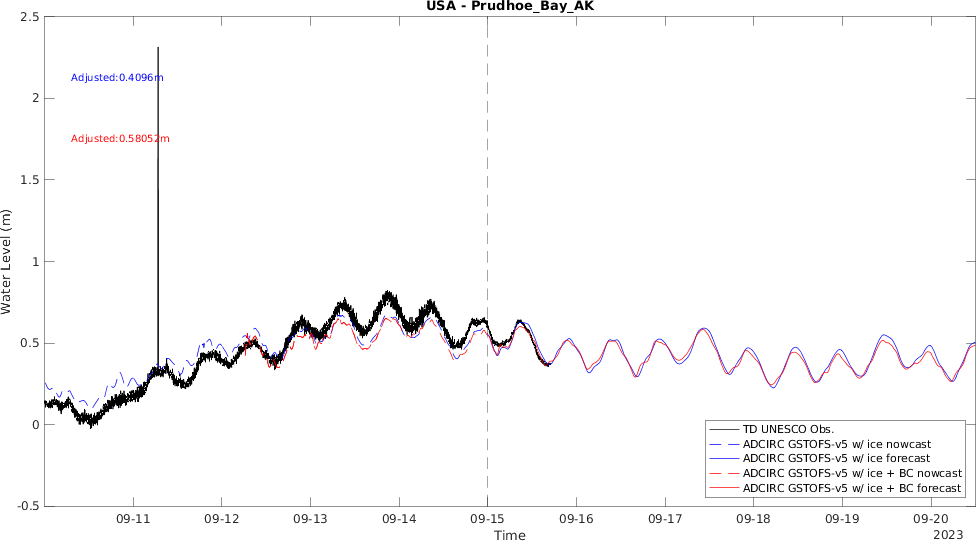 USA - Prudhoe_Bay_AK
2.5
2
1.5
1
0.5
0
-0.5
Water Level (m)
Adjusted:0.4096m
Adjusted:0.58052m
TD UNESCO Obs.
ADCIRC GSTOFS-v5 w/ ice nowcast
ADCIRC GSTOFS-v5 w/ ice forecast
ADCIRC GSTOFS-v5 w/ ice + BC nowcast
ADCIRC GSTOFS-v5 w/ ice + BC forecast
09-11 09-12 09-13 09-14 09-15 09-16 09-17 09-18 09-19 09-20
Time
2023